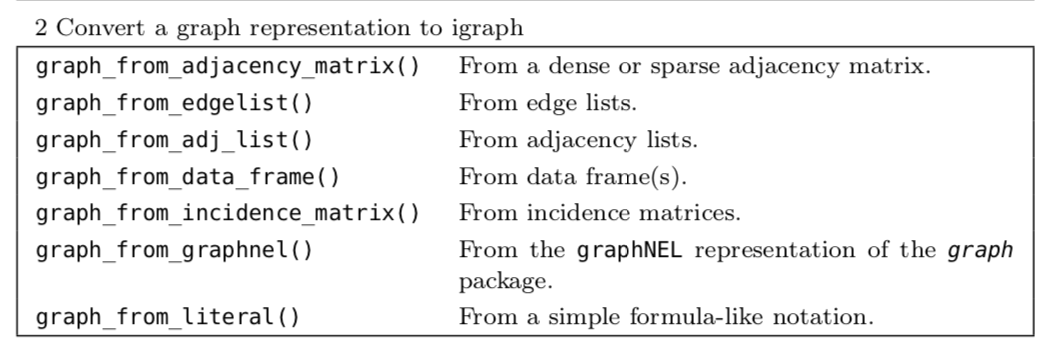 2 Convert a graph representation to igraph
graph_from_adjacency_matrix() From a dense or sparse adjacency matrix.
graph_from_edgelist() From edge lists.
graph_from_adj_list() From adjacency lists.
graph_from_data_frame() From data frame(s).
graph_from_incidence_matrix() From incidence matrices.
graph_from_graphnel() From the graphNEL representation of the graph
package.
graph_from_literal() From a simple formula-like notation.